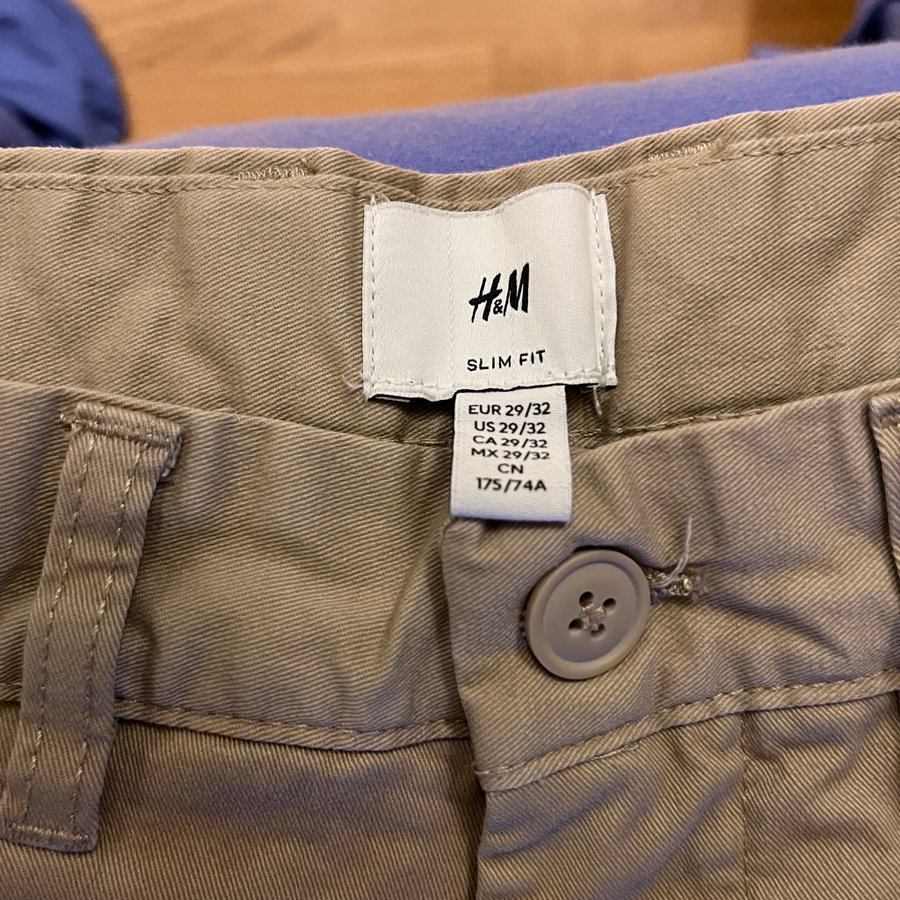 H&M
SLIM FIT
EUR 29/32
US 29/32
CA 29/32
MX 29/32
CN
175/74A